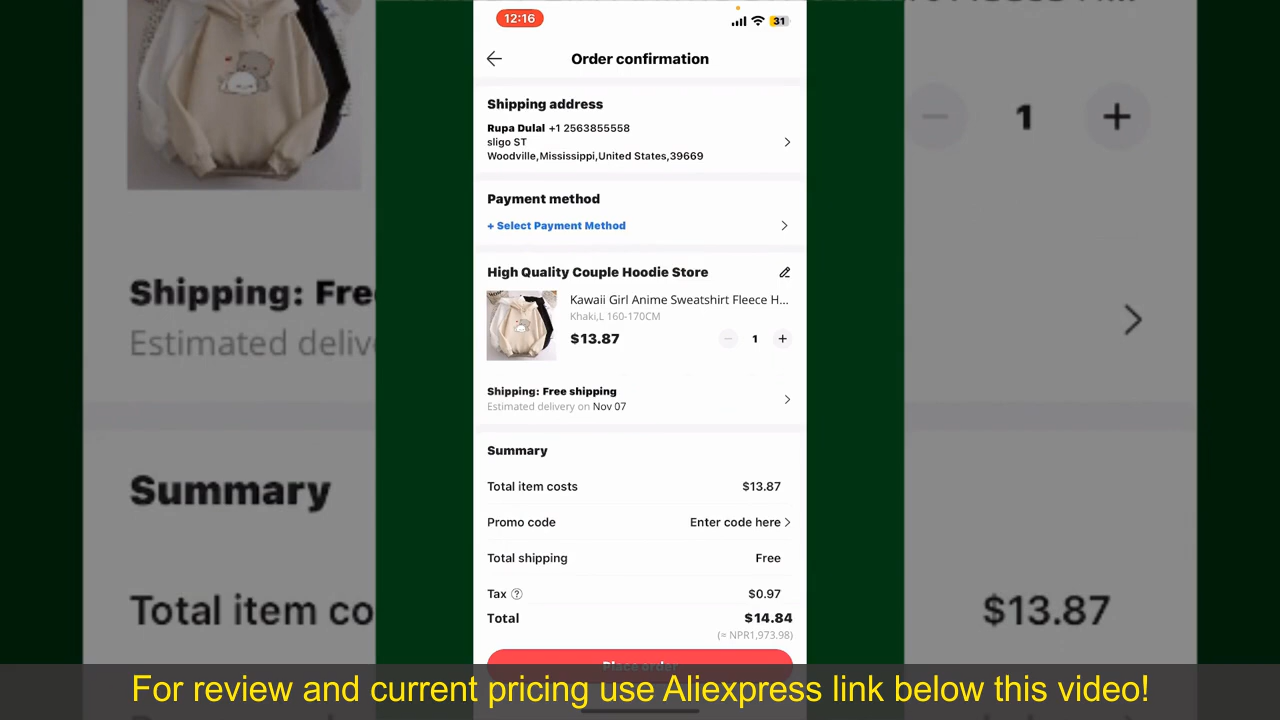 12:16
31
Order confirmation
Shipping address
Rupa Dulal +1 2563855558
sligo ST
Woodville,Mississippi,United States,39669
Payment method
+ Select Payment Method
High Quality Couple Hoodie Store
Kawaii Girl Anime Sweatshirt Fleece H...
Khaki,L 160-170CM
$13.87
1
Shipping: Free shipping
Estimated delivery on Nov 07
Summary
Total item costs $13.87
Promo code Enter code here
Total shipping Free
Tax $0.97
Total $14.84
(≈ NPR1,973.98)
Place order
1
Shipping: Fre
Estimated deliv
Summary
Total item co
$13.87
For review and current pricing use Aliexpress link below this video!